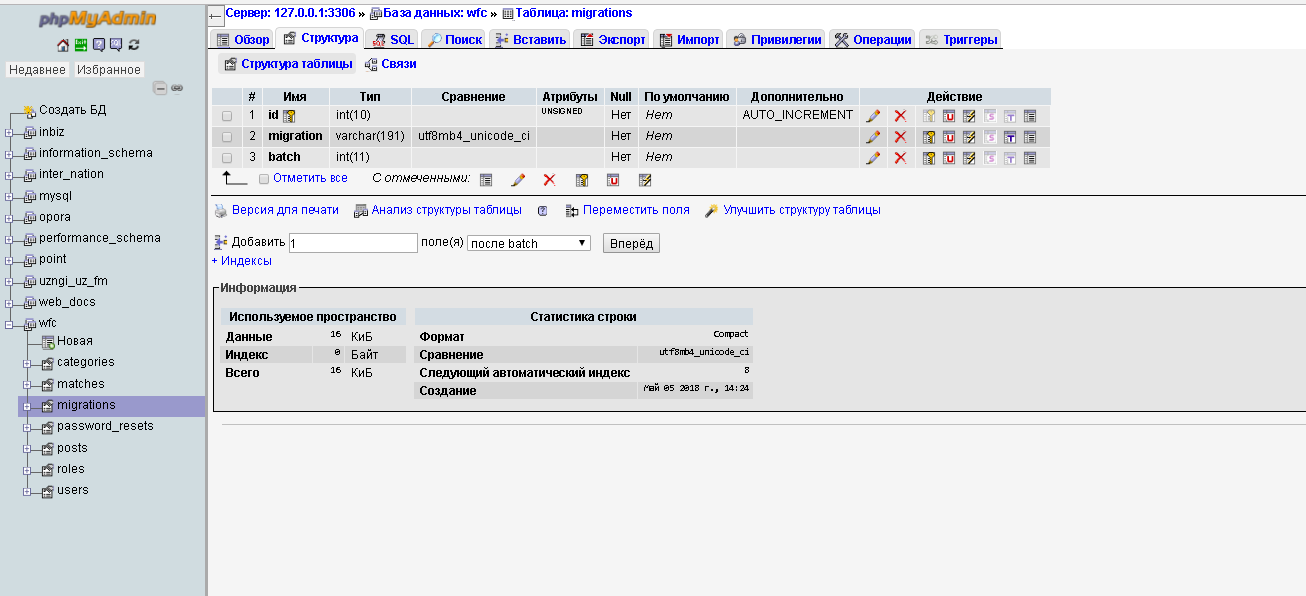 phpMyAdmin
Недавнее Избранное
Создать БД
inbiz
information_schema
inter_nation
mysql
opora
performance_schema
point
uzngi_uz_fm
web_docs
wfc
Новая
categories
matches
migrations
password_resets
posts
roles
users
← Сервер: 127.0.0.1:3306 » База данных: wfc » Таблица: migrations
Обзор Структура SQL Поиск Вставить Экспорт Импорт Привилегии Операции Триггеры
Структура таблицы Связи
# Имя Тип Сравнение Атрибуты Null По умолчанию Дополнительно Действие
1 id int(10) UNSIGNED Нет Нет AUTO_INCREMENT
2 migration varchar(191) utf8mb4_unicode_ci Нет Нет
3 batch int(11) Нет Нет
Отметить все С отмеченными:
Версия для печати Анализ структуры таблицы Переместить поля Улучшить структуру таблицы
Добавить 1 поле(я) после batch Вперёд
+ Индексы
Информация
Используемое пространство
Данные 16 КиБ
Индекс 0 Байт
Всего 16 КиБ
Статистика строки
Формат Compact
Сравнение utf8mb4_unicode_ci
Следующий автоматический индекс 8
Создание Май 05 2018 г., 14:24